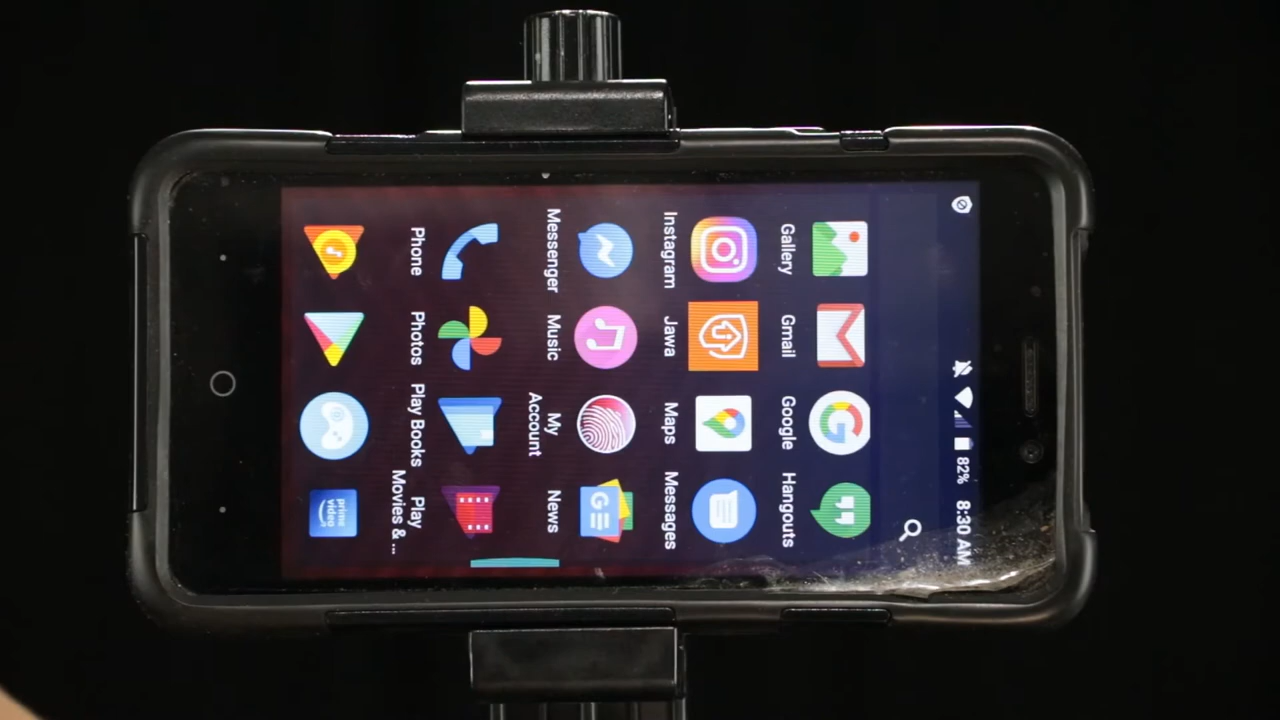 82% 8:30 AM
Gallery Gmail Google Hangouts
Instagram Jawa Maps Messages
Messenger Music My Account News
Phone Photos Play Books Play Movies & ...
prime video